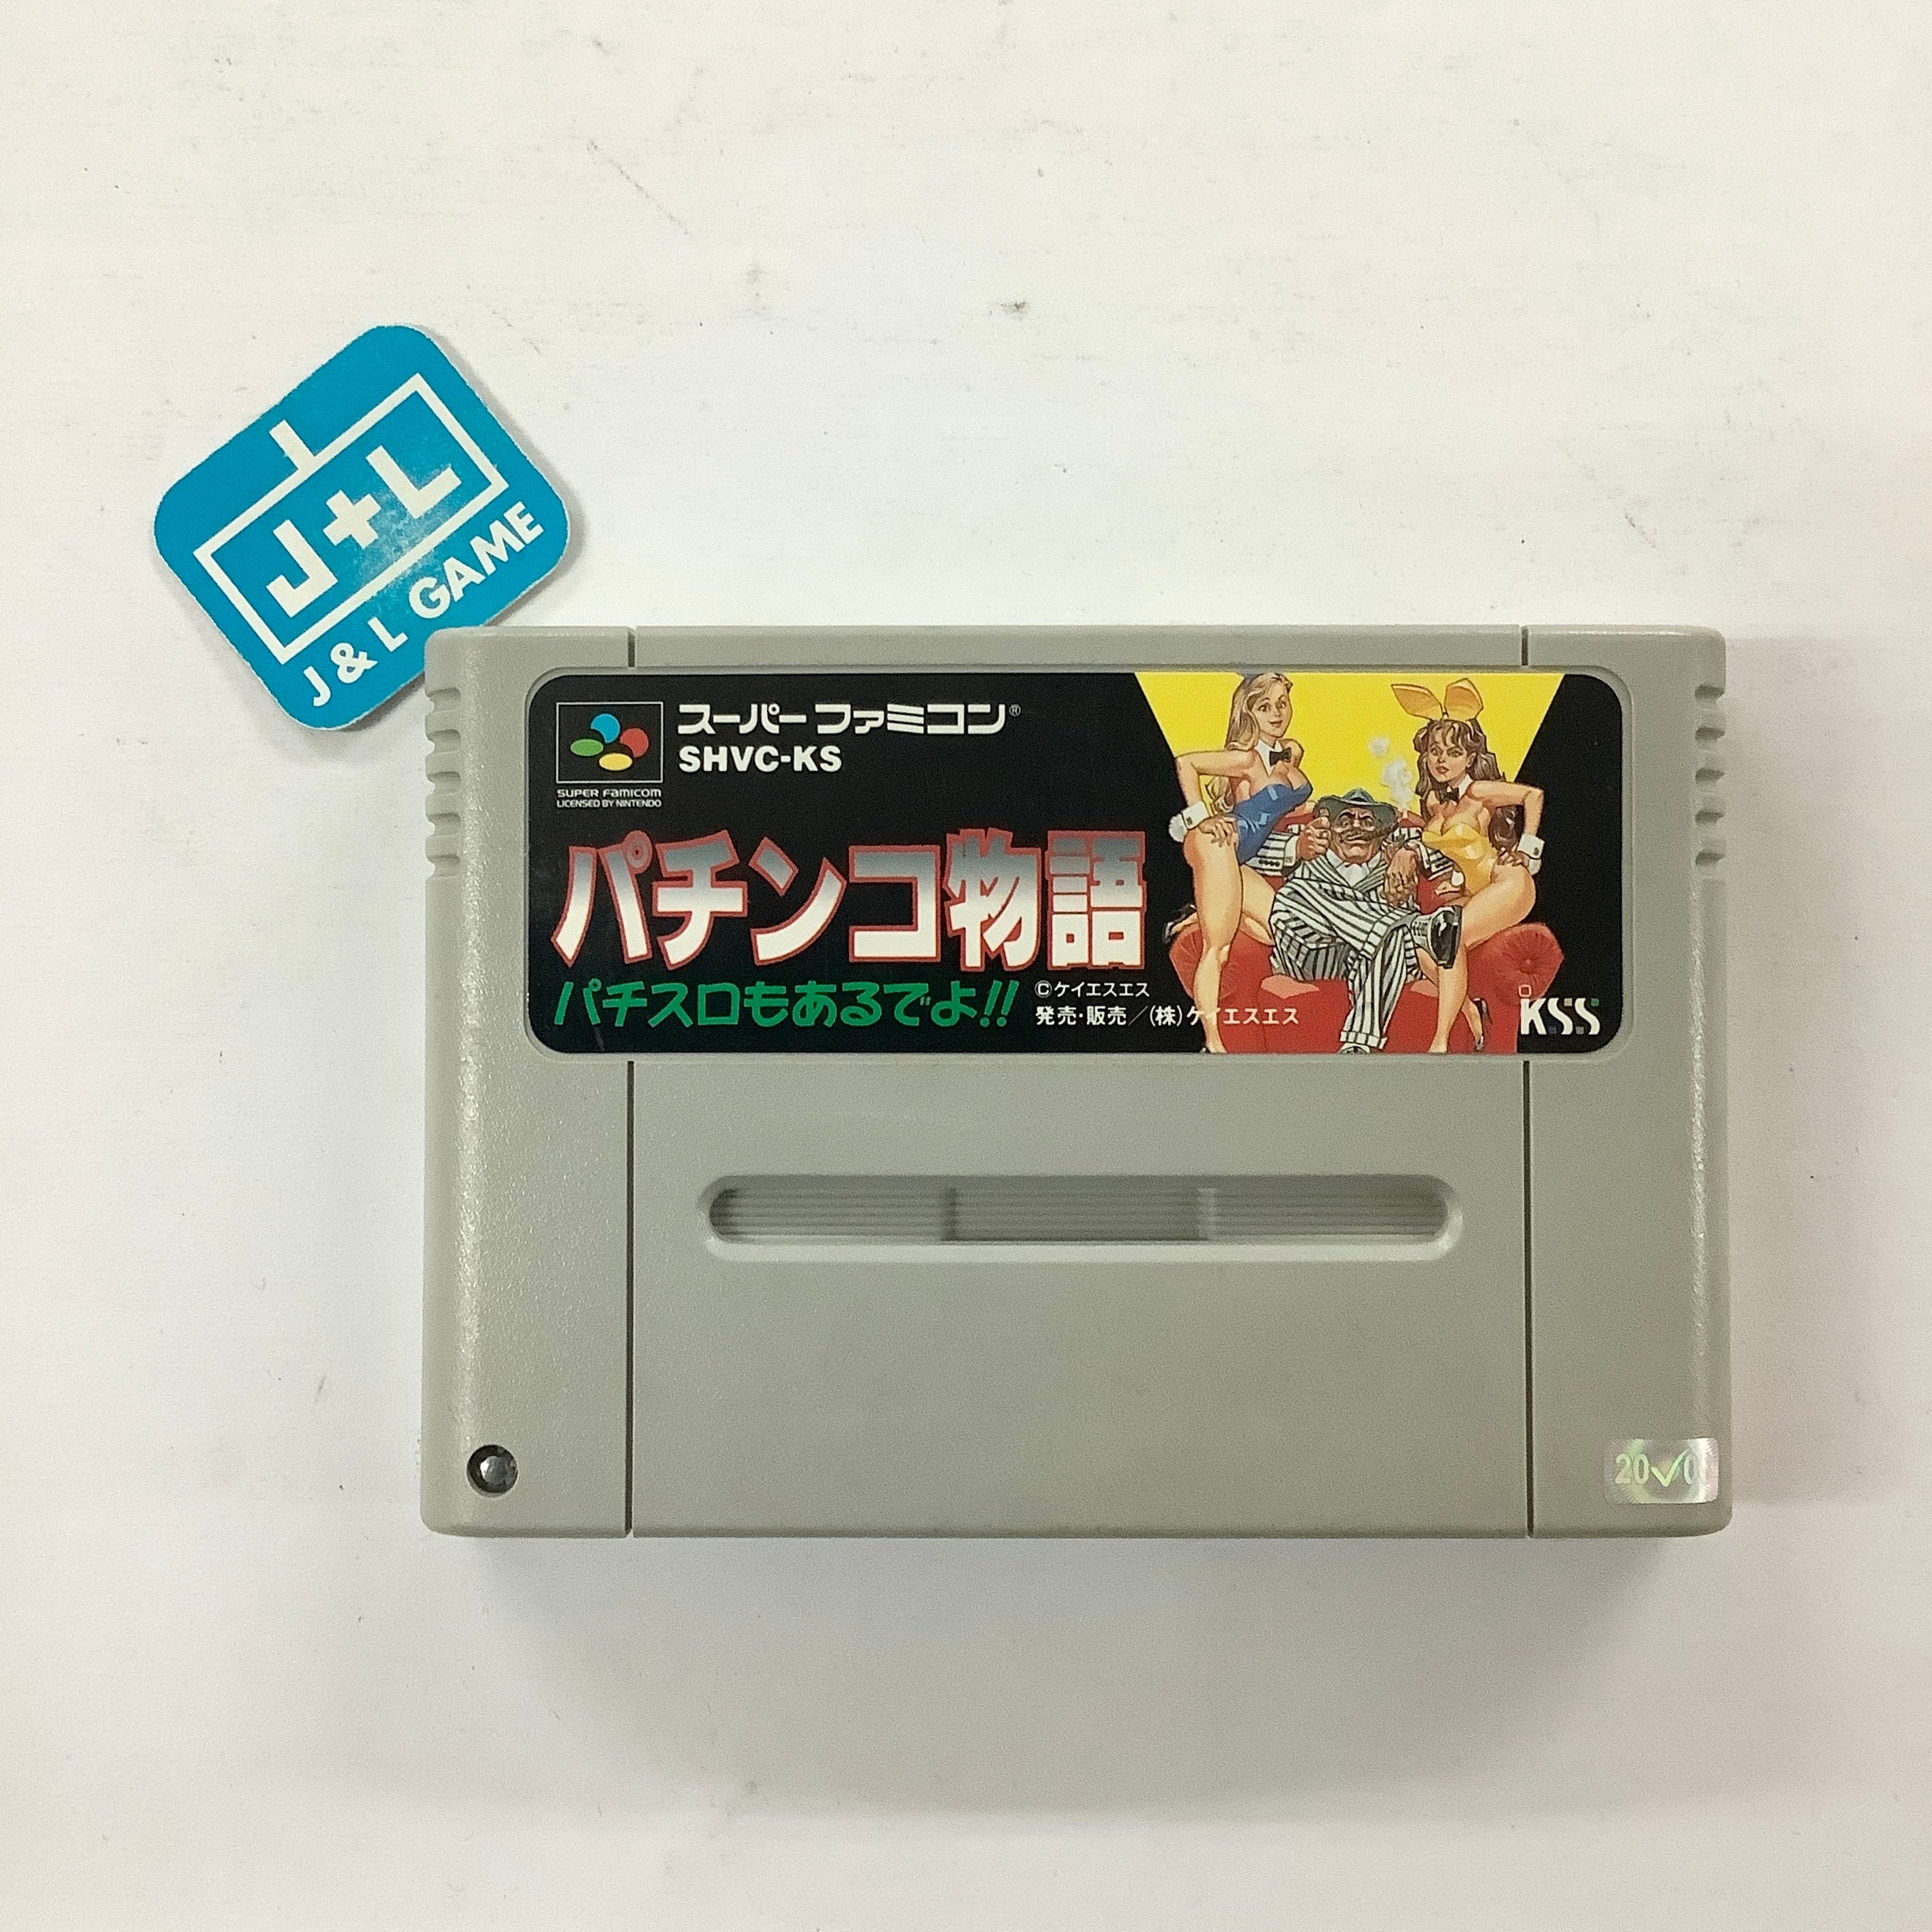 J+L
J & L GAME
スーパーファミコン®
SHVC-KS
SUPER FAMICOM
LICENSED BY NINTENDO
パチンコ物語
パチスロもあるでよ!!
©ケイエスエス
発売・販売/(株)ケイエスエス
KSS
20✓0